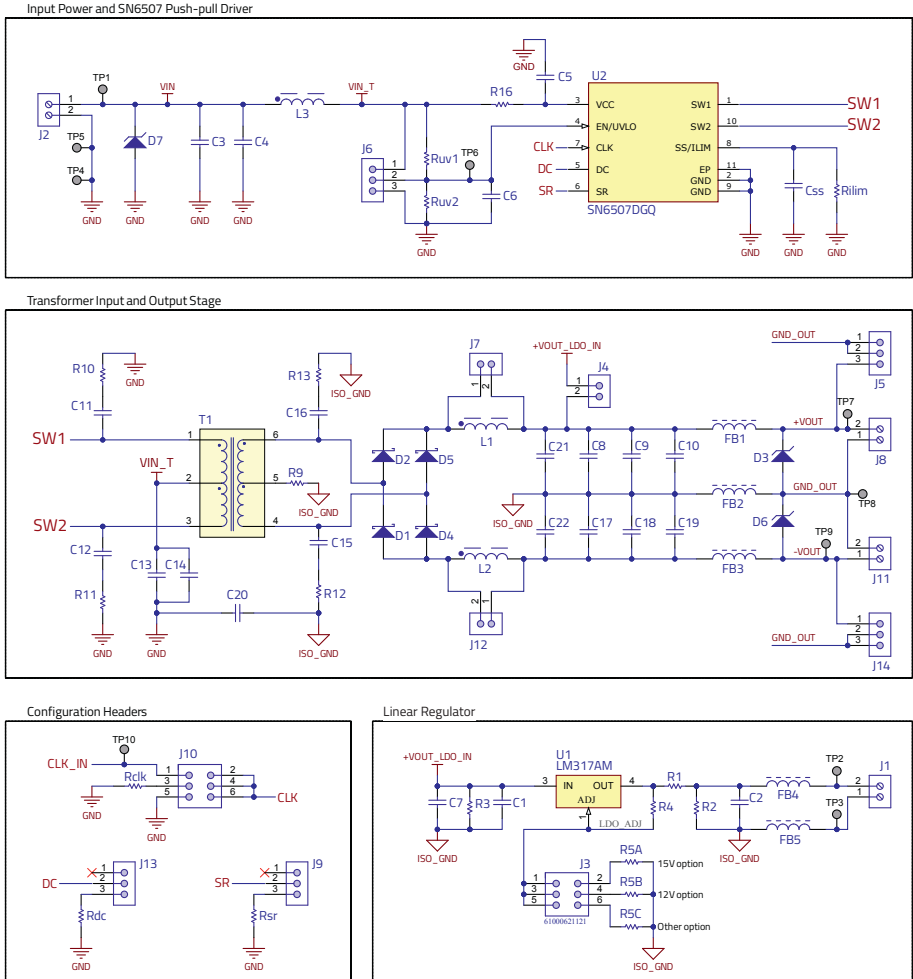 Input Power and SN6507 Push-pull Driver
GND
C5
U2
TP1
VIN
VIN_T
R16
3 VCC SW1 1 SW1
4 EN/UVLO SW2 10 SW2
CLK 7 CLK SS/ILIM 8
DC 5 DC EP 11
GND 2
SR 6 SR GND 9
SN6507DGQ
1
2
J2
TP5
TP4
D7
C3
C4
L3
J6
1
2
3
Ruv1
Ruv2
TP6
C6
Css
Rilim
GND
GND
GND
GND
GND
GND
GND
GND
Transformer Input and Output Stage
R10
GND
C11
SW1
T1
R13
ISO_GND
C16
1
2
3
6
5
4
VIN_T
R9
ISO_GND
SW2
C12
R11
C13
C14
C20
C15
R12
GND
GND
ISO_GND
J7
1
2
+VOUT_LDO_IN
J4
1
2
GND_OUT
1
2
3
J5
L1
D2
D5
D1
D4
C21
C8
C9
C10
FB1
+VOUT
TP7
2
1
J8
D3
ISO_GND
FB2
GND_OUT
TP8
C22
C17
C18
C19
D6
TP9
L2
FB3
-VOUT
2
1
J11
2
1
J12
GND_OUT
1
2
3
J14
Configuration Headers
TP10
CLK_IN
J10
Rclk
1
3
5
2
4
6
CLK
GND
GND
DC
1
2
3
J13
Rdc
GND
SR
1
2
3
J9
Rsr
GND
Linear Regulator
+VOUT_LDO_IN
U1
LM317AM
3 IN OUT 4
ADJ
1
LDO_ADJ
C7
R3
C1
ISO_GND
R1
R4
R2
C2
FB4
FB5
TP2
TP3
J1
2
1
ISO_GND
J3
1
3
5
2
4
6
61000621121
R5A
15V option
R5B
12V option
R5C
Other option
ISO_GND